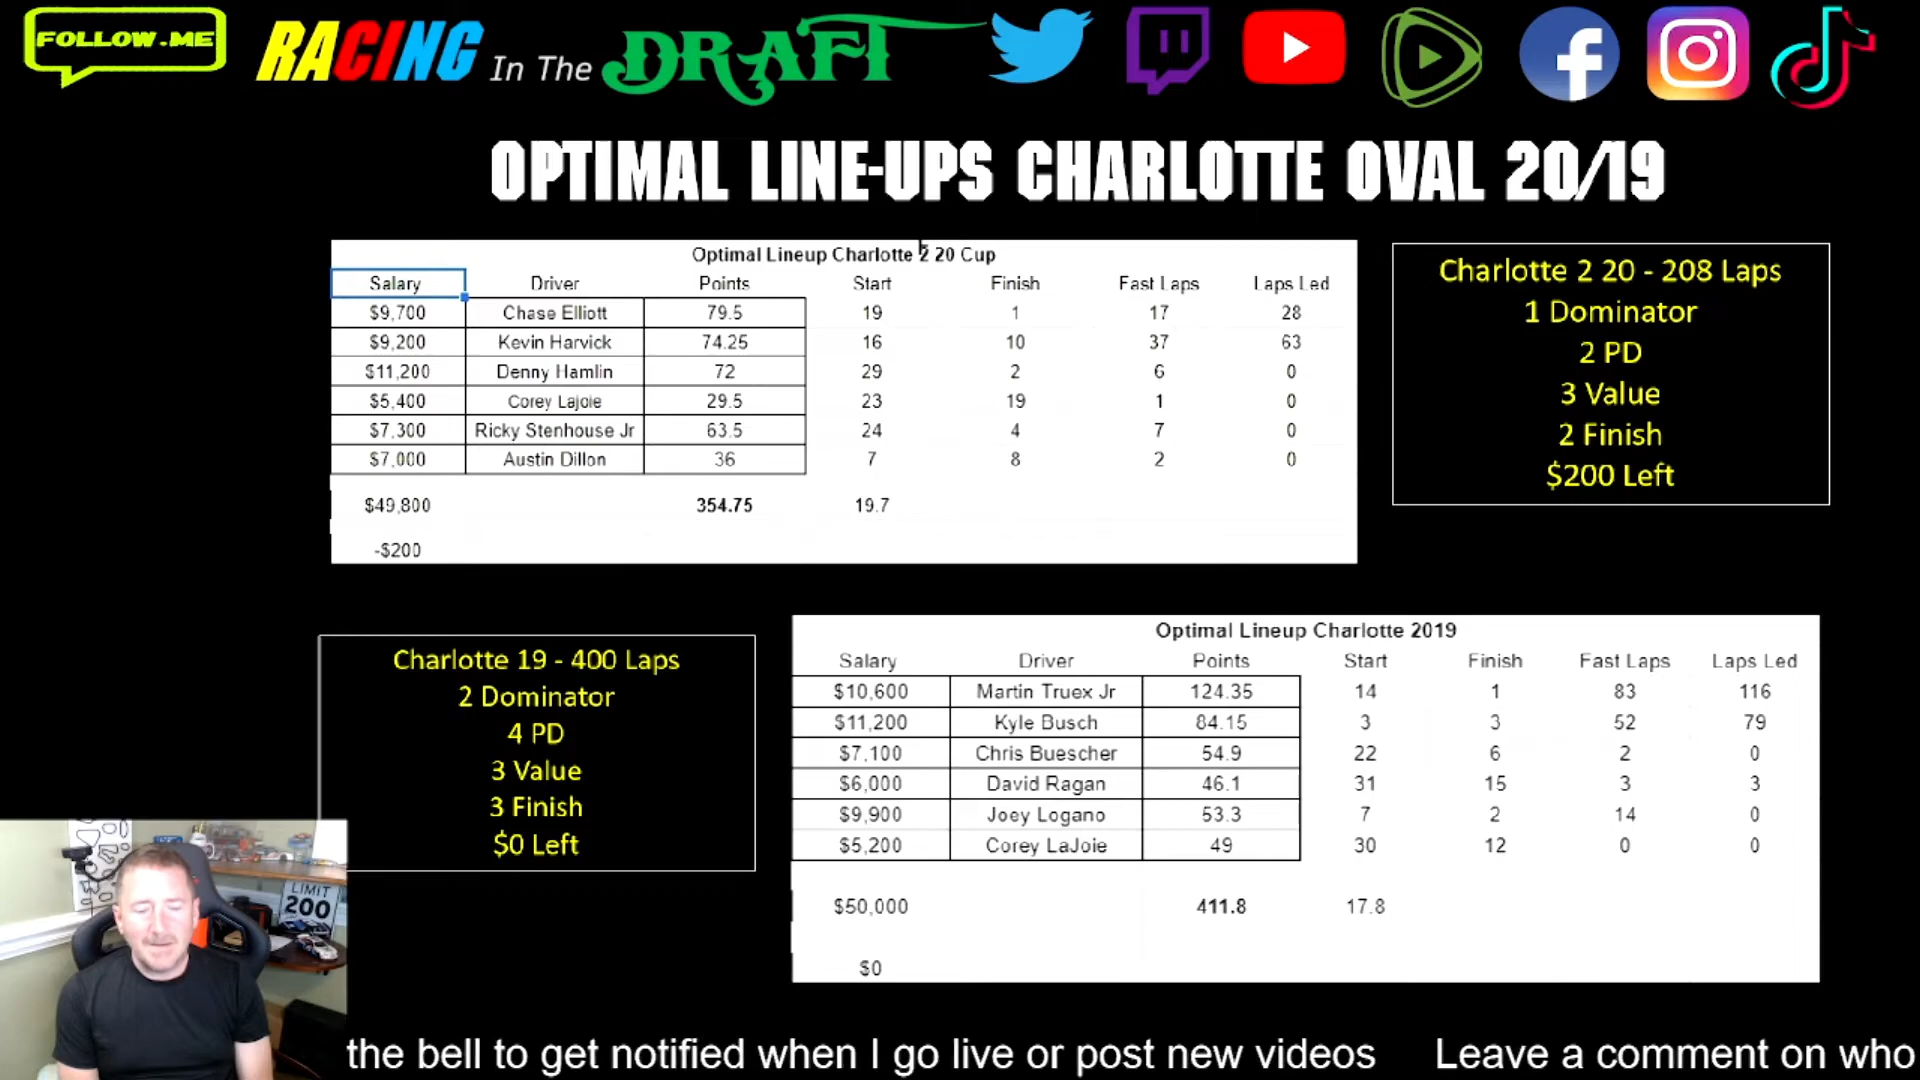 FOLLOW.ME
RACING In The DRAFT
OPTIMAL LINE-UPS CHARLOTTE OVAL 20/19
Optimal Lineup Charlotte 2 20 Cup
Salary Driver Points Start Finish Fast Laps Laps Led
$9,700 Chase Elliott 79.5 19 1 17 28
$9,200 Kevin Harvick 74.25 16 10 37 63
$11,200 Denny Hamlin 72 29 2 6 0
$5,400 Corey Lajoie 29.5 23 19 1 0
$7,300 Ricky Stenhouse Jr 63.5 24 4 7 0
$7,000 Austin Dillon 36 7 8 2 0
$49,800 354.75 19.7
-$200
Charlotte 2 20 - 208 Laps
1 Dominator
2 PD
3 Value
2 Finish
$200 Left
Charlotte 19 - 400 Laps
2 Dominator
4 PD
3 Value
3 Finish
$0 Left
Optimal Lineup Charlotte 2019
Salary Driver Points Start Finish Fast Laps Laps Led
$10,600 Martin Truex Jr 124.35 14 1 83 116
$11,200 Kyle Busch 84.15 3 3 52 79
$7,100 Chris Buescher 54.9 22 6 2 0
$6,000 David Ragan 46.1 31 15 3 3
$9,900 Joey Logano 53.3 7 2 14 0
$5,200 Corey LaJoie 49 30 12 0 0
$50,000 411.8 17.8
$0
LIMIT
200
the bell to get notified when I go live or post new videos Leave a comment on who